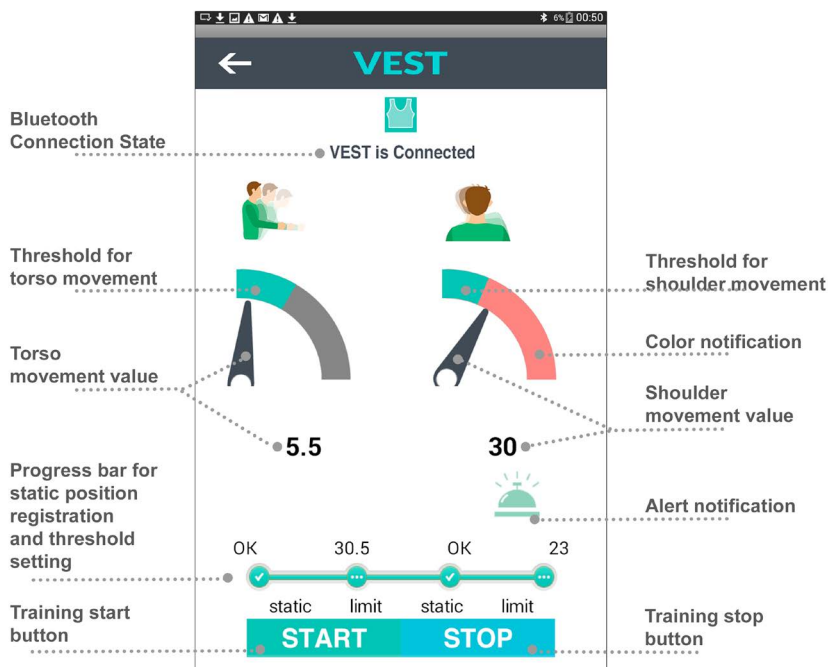 6% 00:50
VEST
Bluetooth
Connection State
VEST is Connected
Threshold for
torso movement
Threshold for
shoulder movement
Color notification
Torso
movement value
Shoulder
movement value
5.5
30
Progress bar for
static position
registration
and threshold
setting
Alert notification
OK 30.5 OK 23
static limit static limit
Training start
button
START STOP
Training stop
button